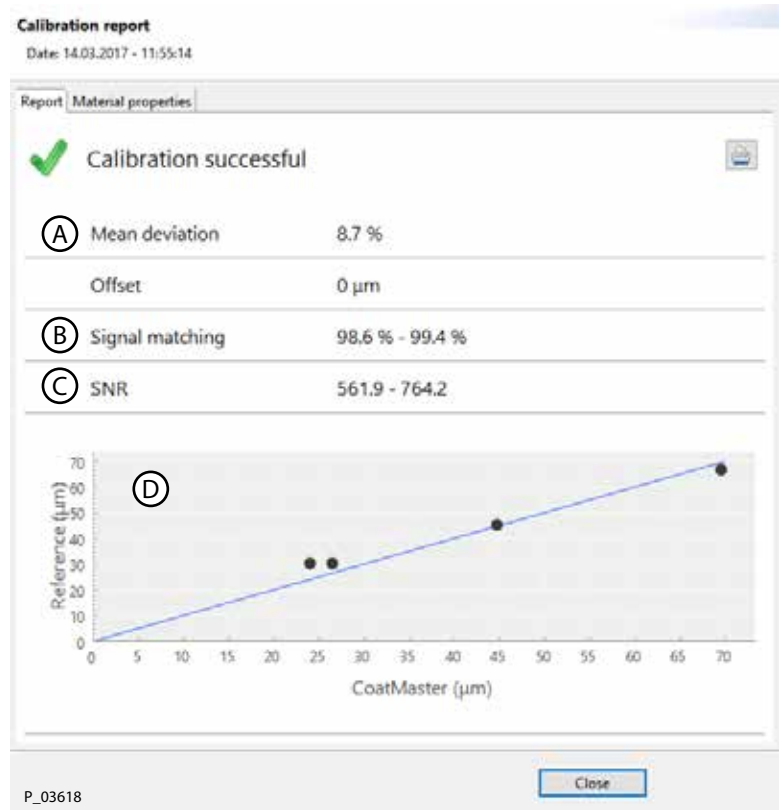 Calibration report
Date: 14.03.2017 - 11:55:14
Report Material properties
Calibration successful
A Mean deviation 8.7 %
Offset 0 µm
B Signal matching 98.6 % - 99.4 %
C SNR 561.9 - 764.2
D
Reference (µm)
70
60
50
40
30
20
10
0
0 5 10 15 20 25 30 35 40 45 50 55 60 65 70
CoatMaster (µm)
Close
P_03618